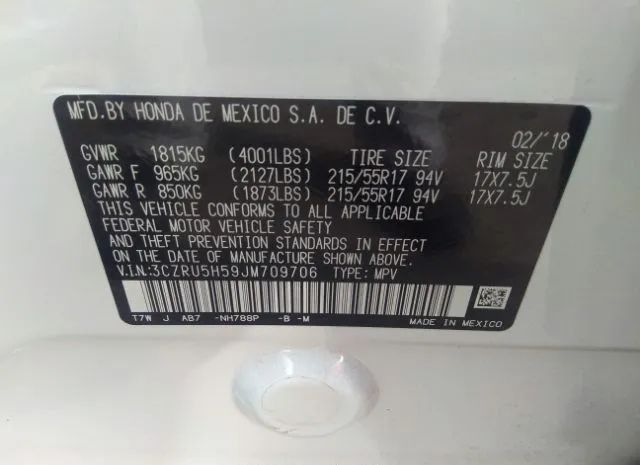 MFD.BY HONDA DE MEXICO S.A. DE C.V.
02/'18
GVWR 1815KG (4001LBS) TIRE SIZE RIM SIZE
GAWR F 965KG (2127LBS) 215/55R17 94V 17X7.5J
GAWR R 850KG (1873LBS) 215/55R17 94V 17X7.5J
THIS VEHICLE CONFORMS TO ALL APPLICABLE
FEDERAL MOTOR VEHICLE SAFETY
AND THEFT PREVENTION STANDARDS IN EFFECT
ON THE DATE OF MANUFACTURE SHOWN ABOVE.
V.I.N.:3CZRU5H59JM709706 TYPE: MPV
T7W J AB7 -NH788P -B -M
MADE IN MEXICO